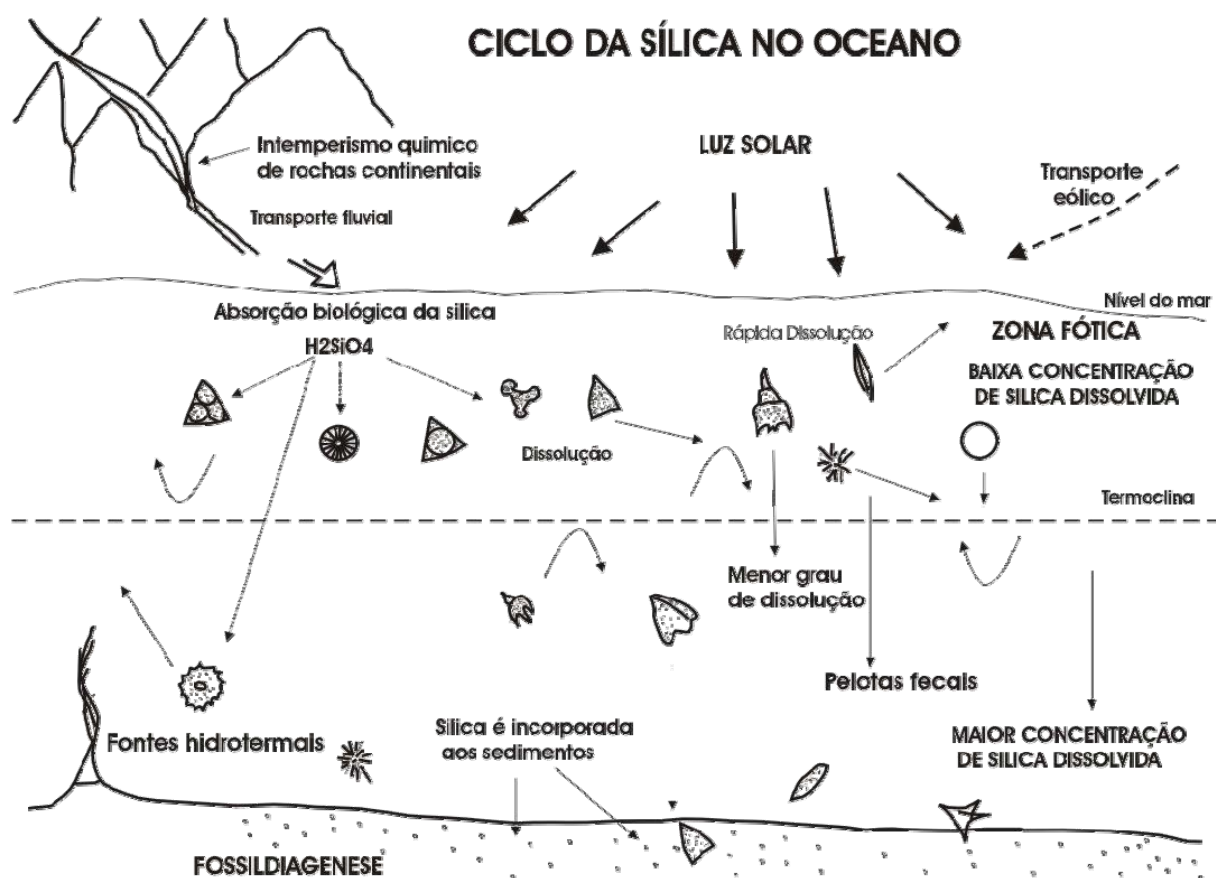 CICLO DA SÍLICA NO OCEANO
Intemperismo quimico
de rochas continentais
LUZ SOLAR
Transporte
eólico
Transporte fluvial
Nível do mar
Absorção biológica da silica
H2SiO4
Rápida Dissolução
ZONA FÓTICA
BAIXA CONCENTRAÇÃO
DE SILICA DISSOLVIDA
Dissolução
Termoclina
Menor grau
de dissolução
Pelotas fecais
Fontes hidrotermais
Silica é incorporada
aos sedimentos
MAIOR CONCENTRAÇÃO
DE SILICA DISSOLVIDA
FOSSILDIAGENESE